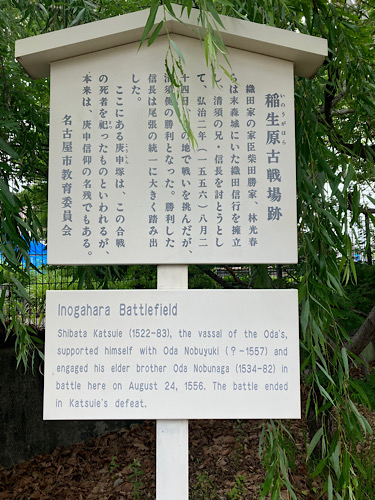 いのうがはら
稲生原古戦場跡
織田家の家臣柴田勝家、林光春
らは末森城にいた織田信行を擁立
し、清須の兄・信長を討とうとし
て、弘治二年(一五五六)八月二
十四日、の地で戦いを挑んだが、
清須側の勝利となった。勝利した
信長は尾張の統一に大きく踏み出
した。
ここにある庚申塚は、この合戦
の死者を祀ったものといわれるが、
本来は、庚申信仰の名残でもある。
名古屋市教育委員会
Inogahara Battlefield
Shibata Katsuie (1522-83), the vassal of the Oda's,
supported himself with Oda Nobuyuki (?-1557) and
engaged his elder brother Oda Nobunaga (1534-82) in
battle here on August 24, 1556. The battle ended
in Katsuie's defeat.